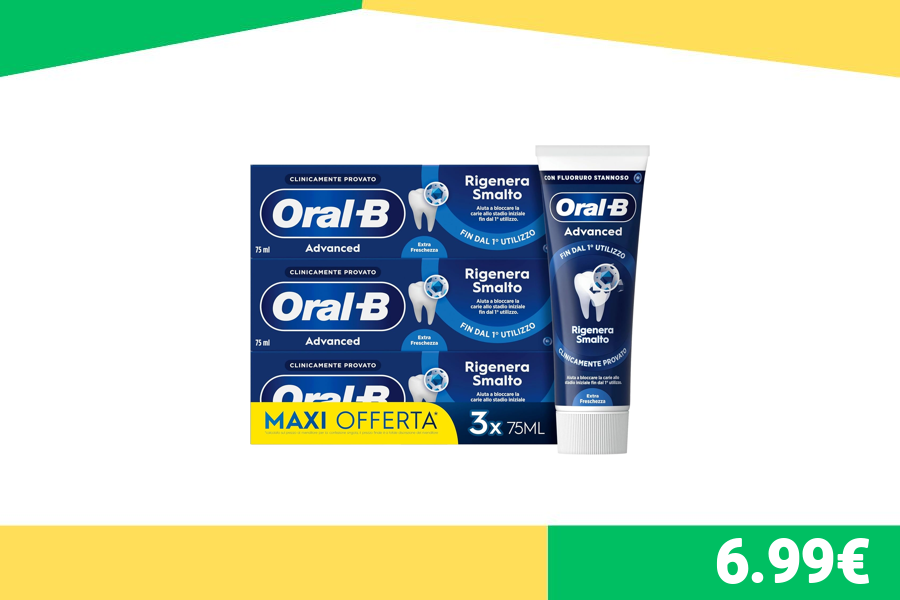 CLINICAMENTE PROVATO
Oral-B
Advanced
75 ml
Extra
Freschezza
Rigenera
Smalto
Aiuta a bloccare la
carie allo stadio iniziale
fin dal 1° utilizzo.
FIN DAL 1° UTILIZZO
CLINICAMENTE PROVATO
Oral-B
Advanced
75 ml
Extra
Freschezza
Rigenera
Smalto
Aiuta a bloccare la
carie allo stadio iniziale
fin dal 1° utilizzo.
FIN DAL 1° UTILIZZO
CLINICAMENTE PROVATO
Oral-B
Rigenera
Smalto
Aiuta a bloccare la
carie allo stadio iniziale
MAXI OFFERTA*
3x 75ML
CON FLUORURO STANNOSO
Oral-B
Advanced
FIN DAL 1° UTILIZZO
Rigenera
Smalto
CLINICAMENTE PROVATO
Aiuta a bloccare la carie allo
stadio iniziale fin dal 1° utilizzo.
Extra
Freschezza
6.99€